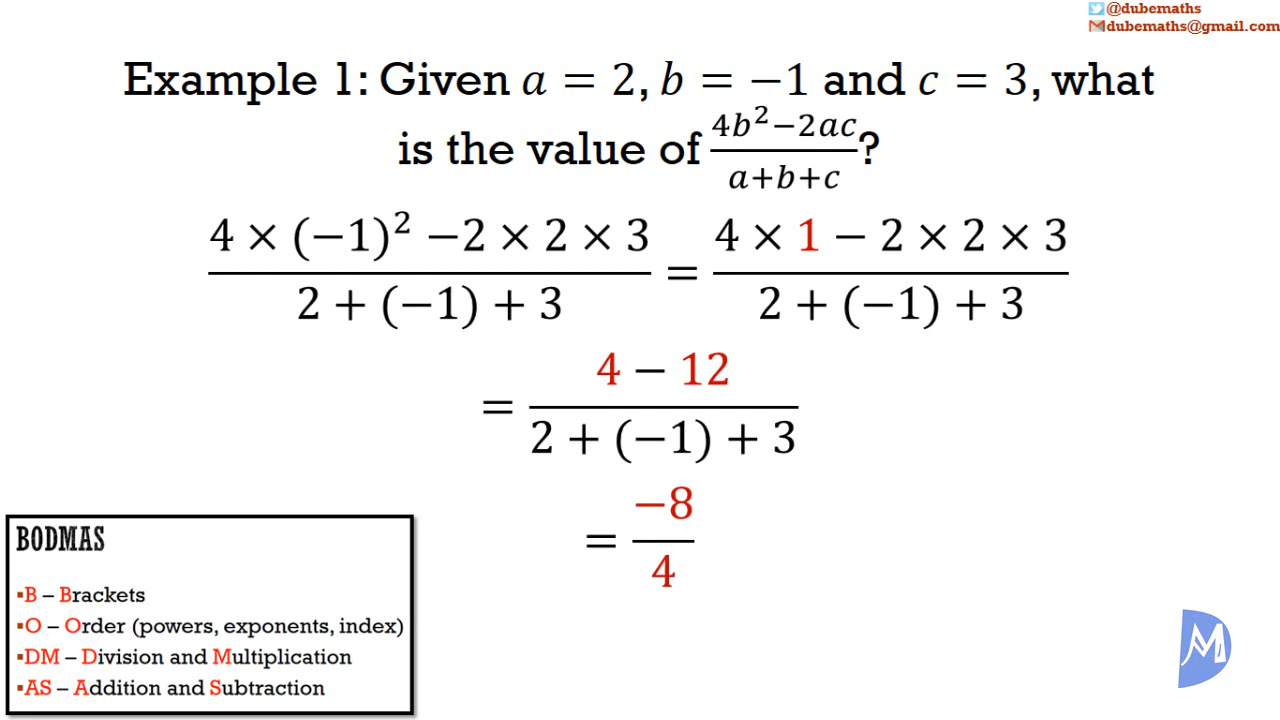 @dubemaths
dubemaths@gmail.com
Example 1: Given 𝑎 = 2, 𝑏 = −1 and 𝑐 = 3, what
is the value of (4𝑏² − 2𝑎𝑐)/(𝑎+𝑏+𝑐)?
(4 × (−1)² − 2 × 2 × 3)/(2 + (−1) + 3) = (4 × 1 − 2 × 2 × 3)/(2 + (−1) + 3)
= (4 − 12)/(2 + (−1) + 3)
= −8/4
BODMAS
▪B – Brackets
▪O – Order (powers, exponents, index)
▪DM – Division and Multiplication
▪AS – Addition and Subtraction
DM